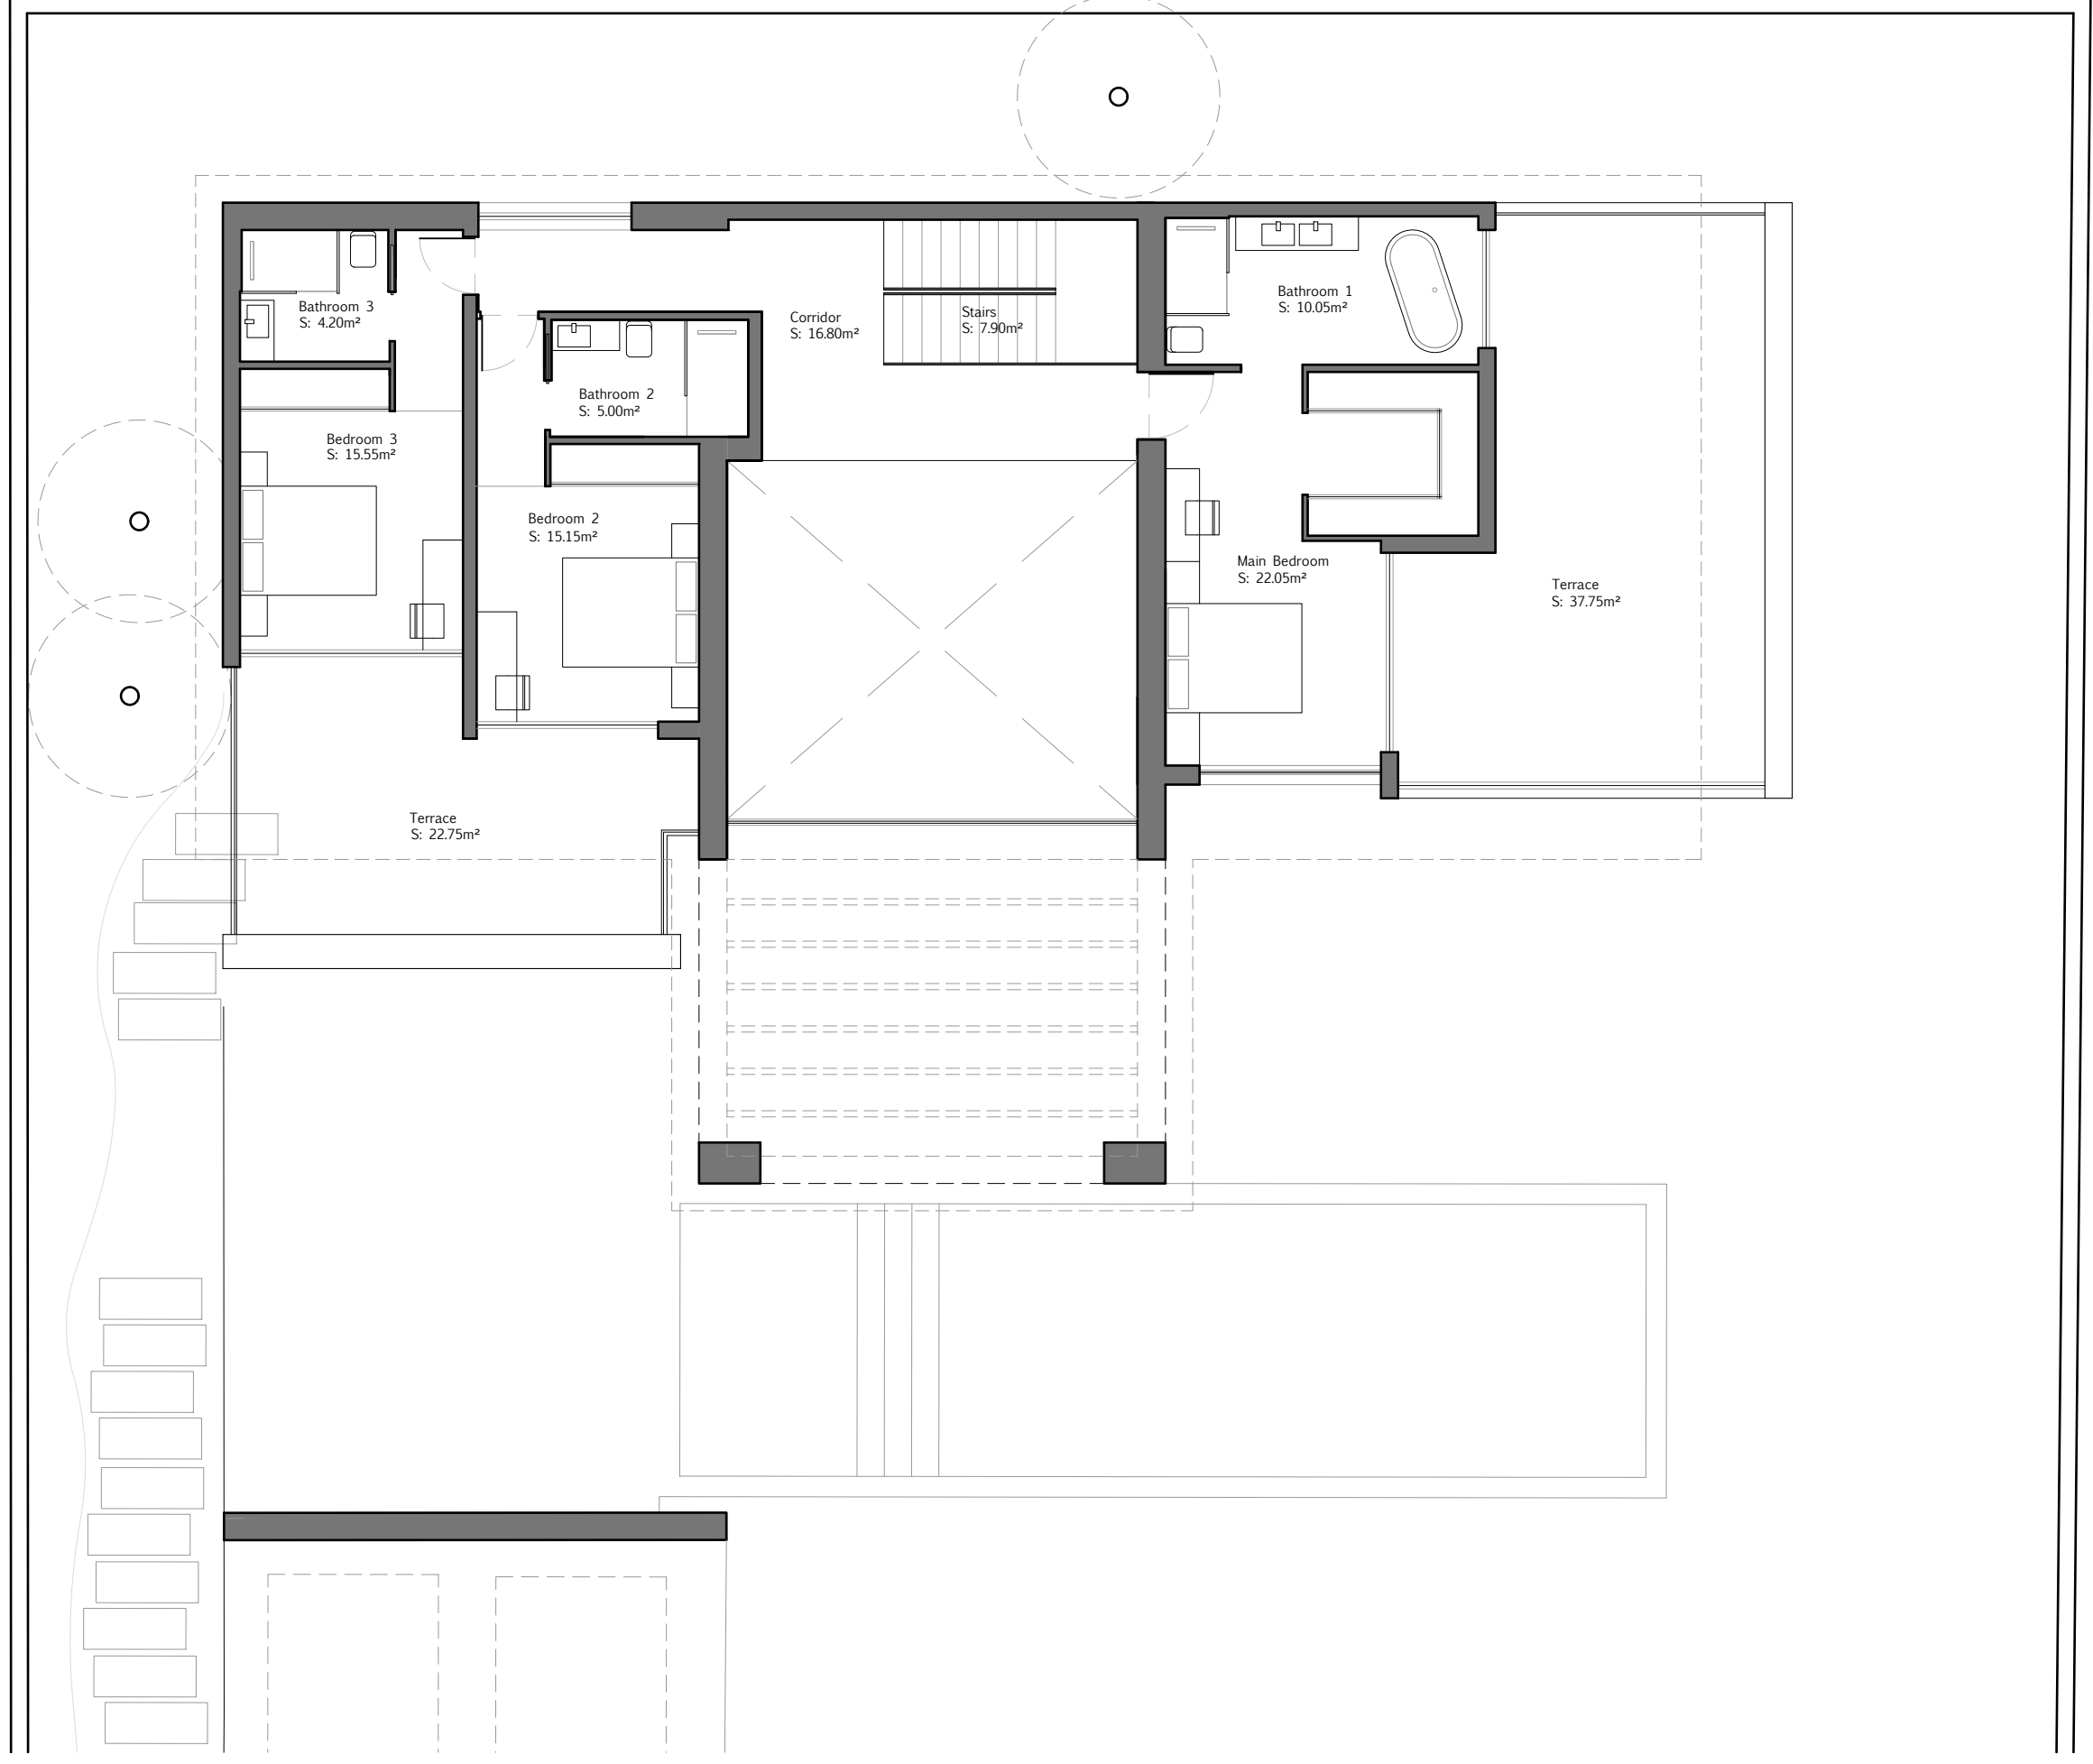 Bathroom 3
S: 4.20m²
Bathroom 2
S: 5.00m²
Corridor
S: 16.80m²
Stairs
S: 7.90m²
Bathroom 1
S: 10.05m²
Bedroom 3
S: 15.55m²
Bedroom 2
S: 15.15m²
Main Bedroom
S: 22.05m²
Terrace
S: 37.75m²
Terrace
S: 22.75m²